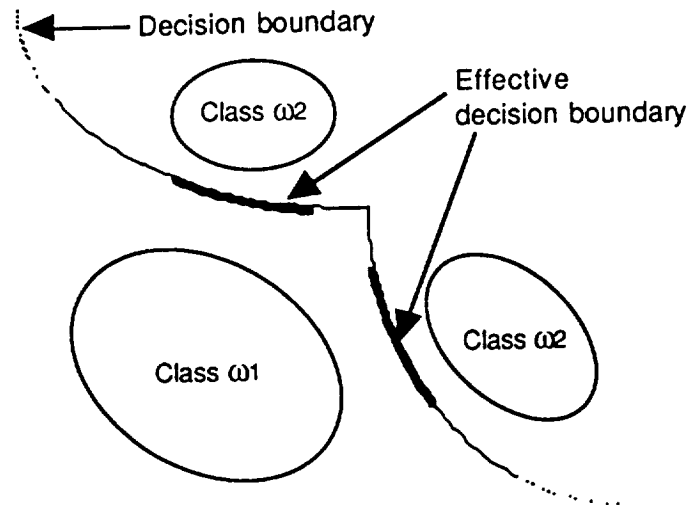 Decision boundary
Effective
decision boundary
Class ω2
Class ω2
Class ω1